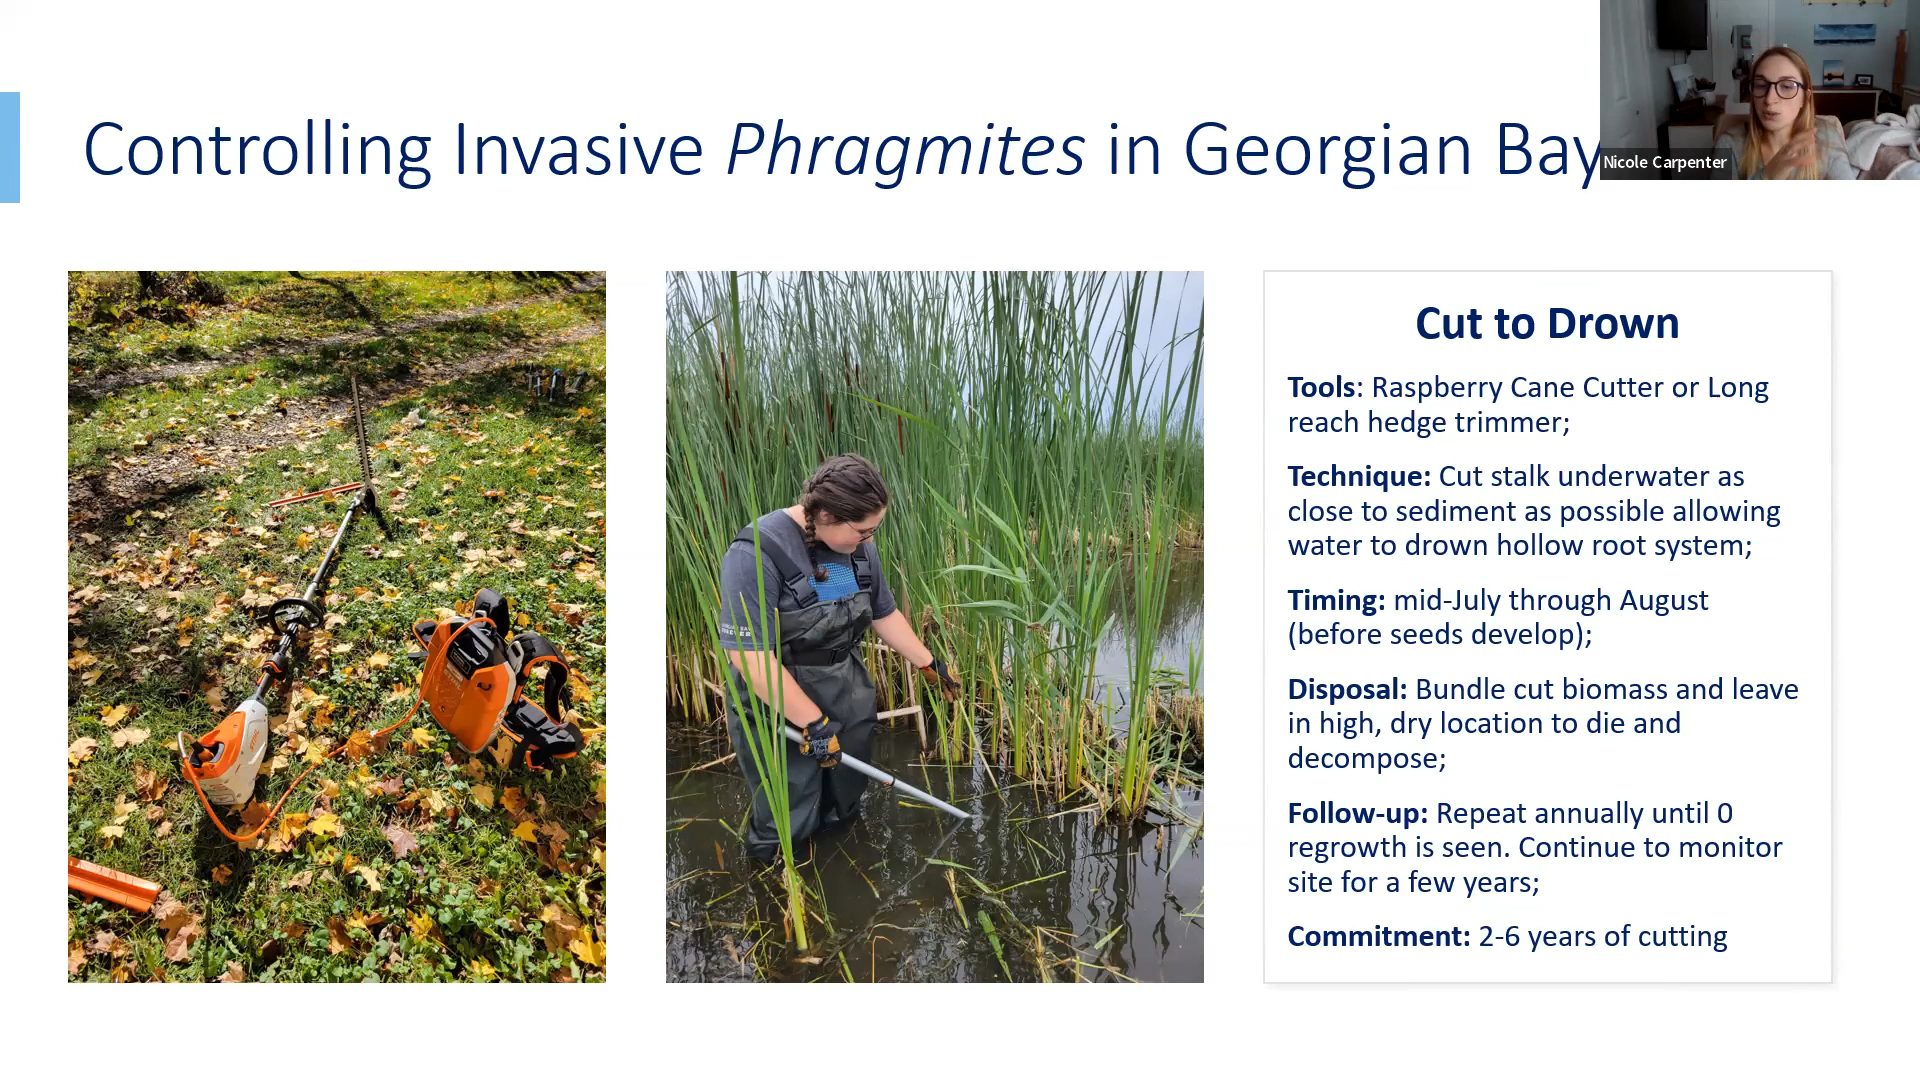 Controlling Invasive Phragmites in Georgian Bay
Nicole Carpenter
Cut to Drown
Tools: Raspberry Cane Cutter or Long
reach hedge trimmer;
Technique: Cut stalk underwater as
close to sediment as possible allowing
water to drown hollow root system;
Timing: mid-July through August
(before seeds develop);
Disposal: Bundle cut biomass and leave
in high, dry location to die and
decompose;
Follow-up: Repeat annually until 0
regrowth is seen. Continue to monitor
site for a few years;
Commitment: 2-6 years of cutting